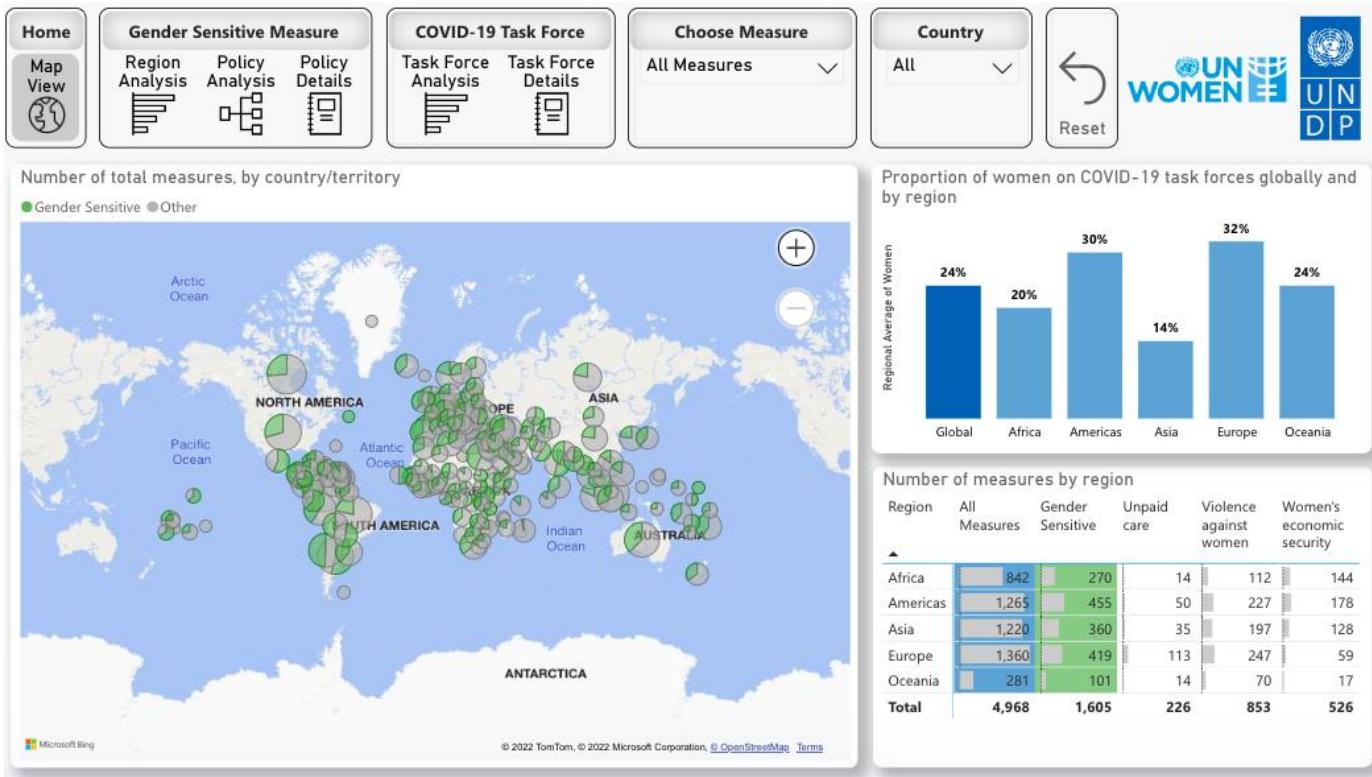 Home
Map
View
Gender Sensitive Measure
Region
Analysis
Policy
Analysis
Policy
Details
COVID-19 Task Force
Task Force
Analysis
Task Force
Details
Choose Measure
All Measures
Country
All
Reset
UN
WOMEN
U N
D P
Number of total measures, by country/territory
Gender Sensitive Other
Arctic
Ocean
NORTH AMERICA
OPE
ASIA
Pacific
Ocean
Atlantic
Ocean
UTH AMERICA
Indian
Ocean
AUSTRALIA
ANTARCTICA
Microsoft Bing
© 2022 TomTom, © 2022 Microsoft Corporation, © OpenStreetMap Terms
Proportion of women on COVID-19 task forces globally and
by region
Regional Average of Women
24%
20%
30%
14%
32%
24%
Global Africa Americas Asia Europe Oceania
Number of measures by region
Region All Gender Unpaid Violence Women's
Measures Sensitive care against economic
women security
Africa 842 270 14 112 144
Americas 1,265 455 50 227 178
Asia 1,220 360 35 197 128
Europe 1,360 419 113 247 59
Oceania 281 101 14 70 17
Total 4,968 1,605 226 853 526